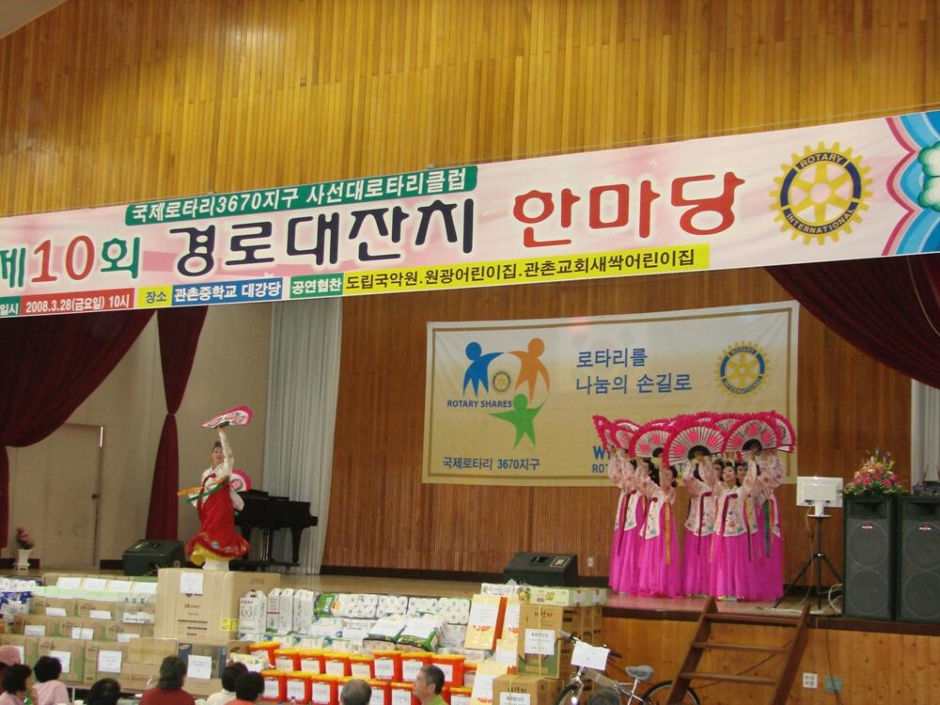 국제로타리3670지구 사선대로타리클럽
제10회 경로대잔치 한마당
일시 2008.3.28(금요일) 10시 장소 관촌중학교 대강당 공연협찬 도립국악원.원광어린이집.관촌교회새싹어린이집
ROTARY
INTERNATIONAL
로타리를
나눔의 손길로
ROTARY SHARES
ROTARY
INTERNATIONAL
국제로타리 3670지구